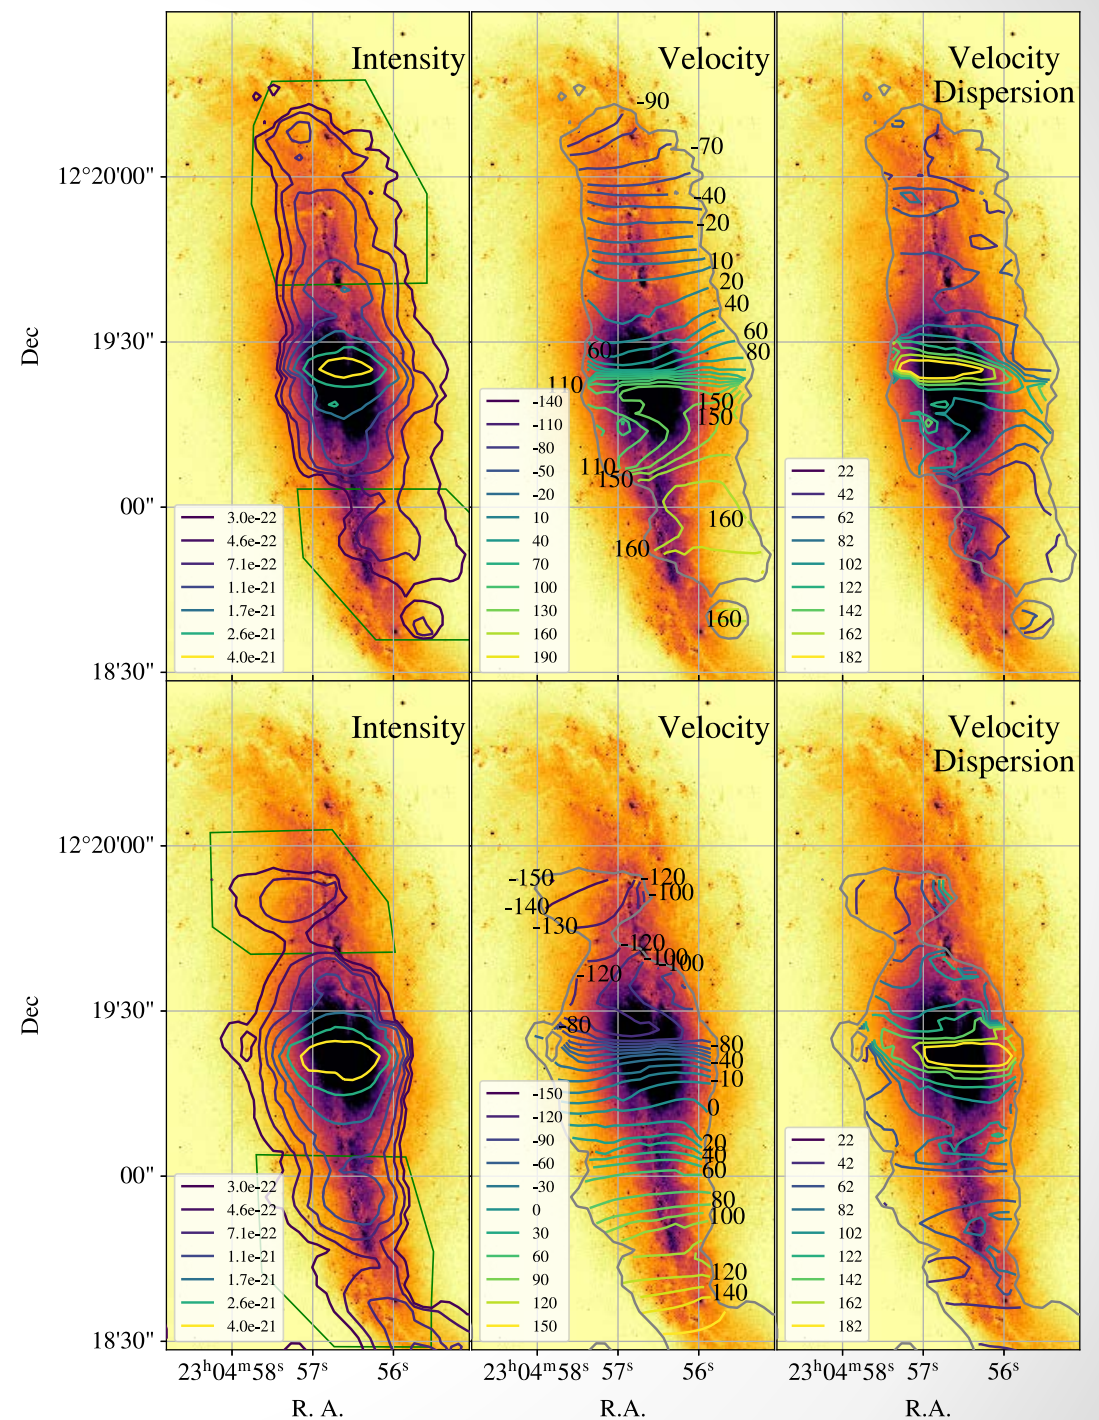 Intensity
Velocity
Velocity
Dispersion
-90
-70
-40
-20
10
20
40
60
80
60
110
150
150
110
150
160
160
160
12°20'00"
19'30"
00"
18'30"
Dec
3.0e-22
4.6e-22
7.1e-22
1.1e-21
1.7e-21
2.6e-21
4.0e-21
-140
-110
-80
-50
-20
10
40
70
100
130
160
190
22
42
62
82
102
122
142
162
182
Intensity
Velocity
Velocity
Dispersion
-150
-120
-100
-140
-130
-120
-100
-100
-120
-80
-80
-40
-10
0
20
40
60
80
100
120
140
12°20'00"
19'30"
00"
18'30"
Dec
3.0e-22
4.6e-22
7.1e-22
1.1e-21
1.7e-21
2.6e-21
4.0e-21
-150
-120
-90
-60
-30
0
30
60
90
120
150
22
42
62
82
102
122
142
162
182
23ʰ04ᵐ58ˢ 57ˢ 56ˢ
57ˢ 56ˢ
23ʰ04ᵐ58ˢ
23ʰ04ᵐ58ˢ 57ˢ 56ˢ
R. A.
R.A.
R.A.